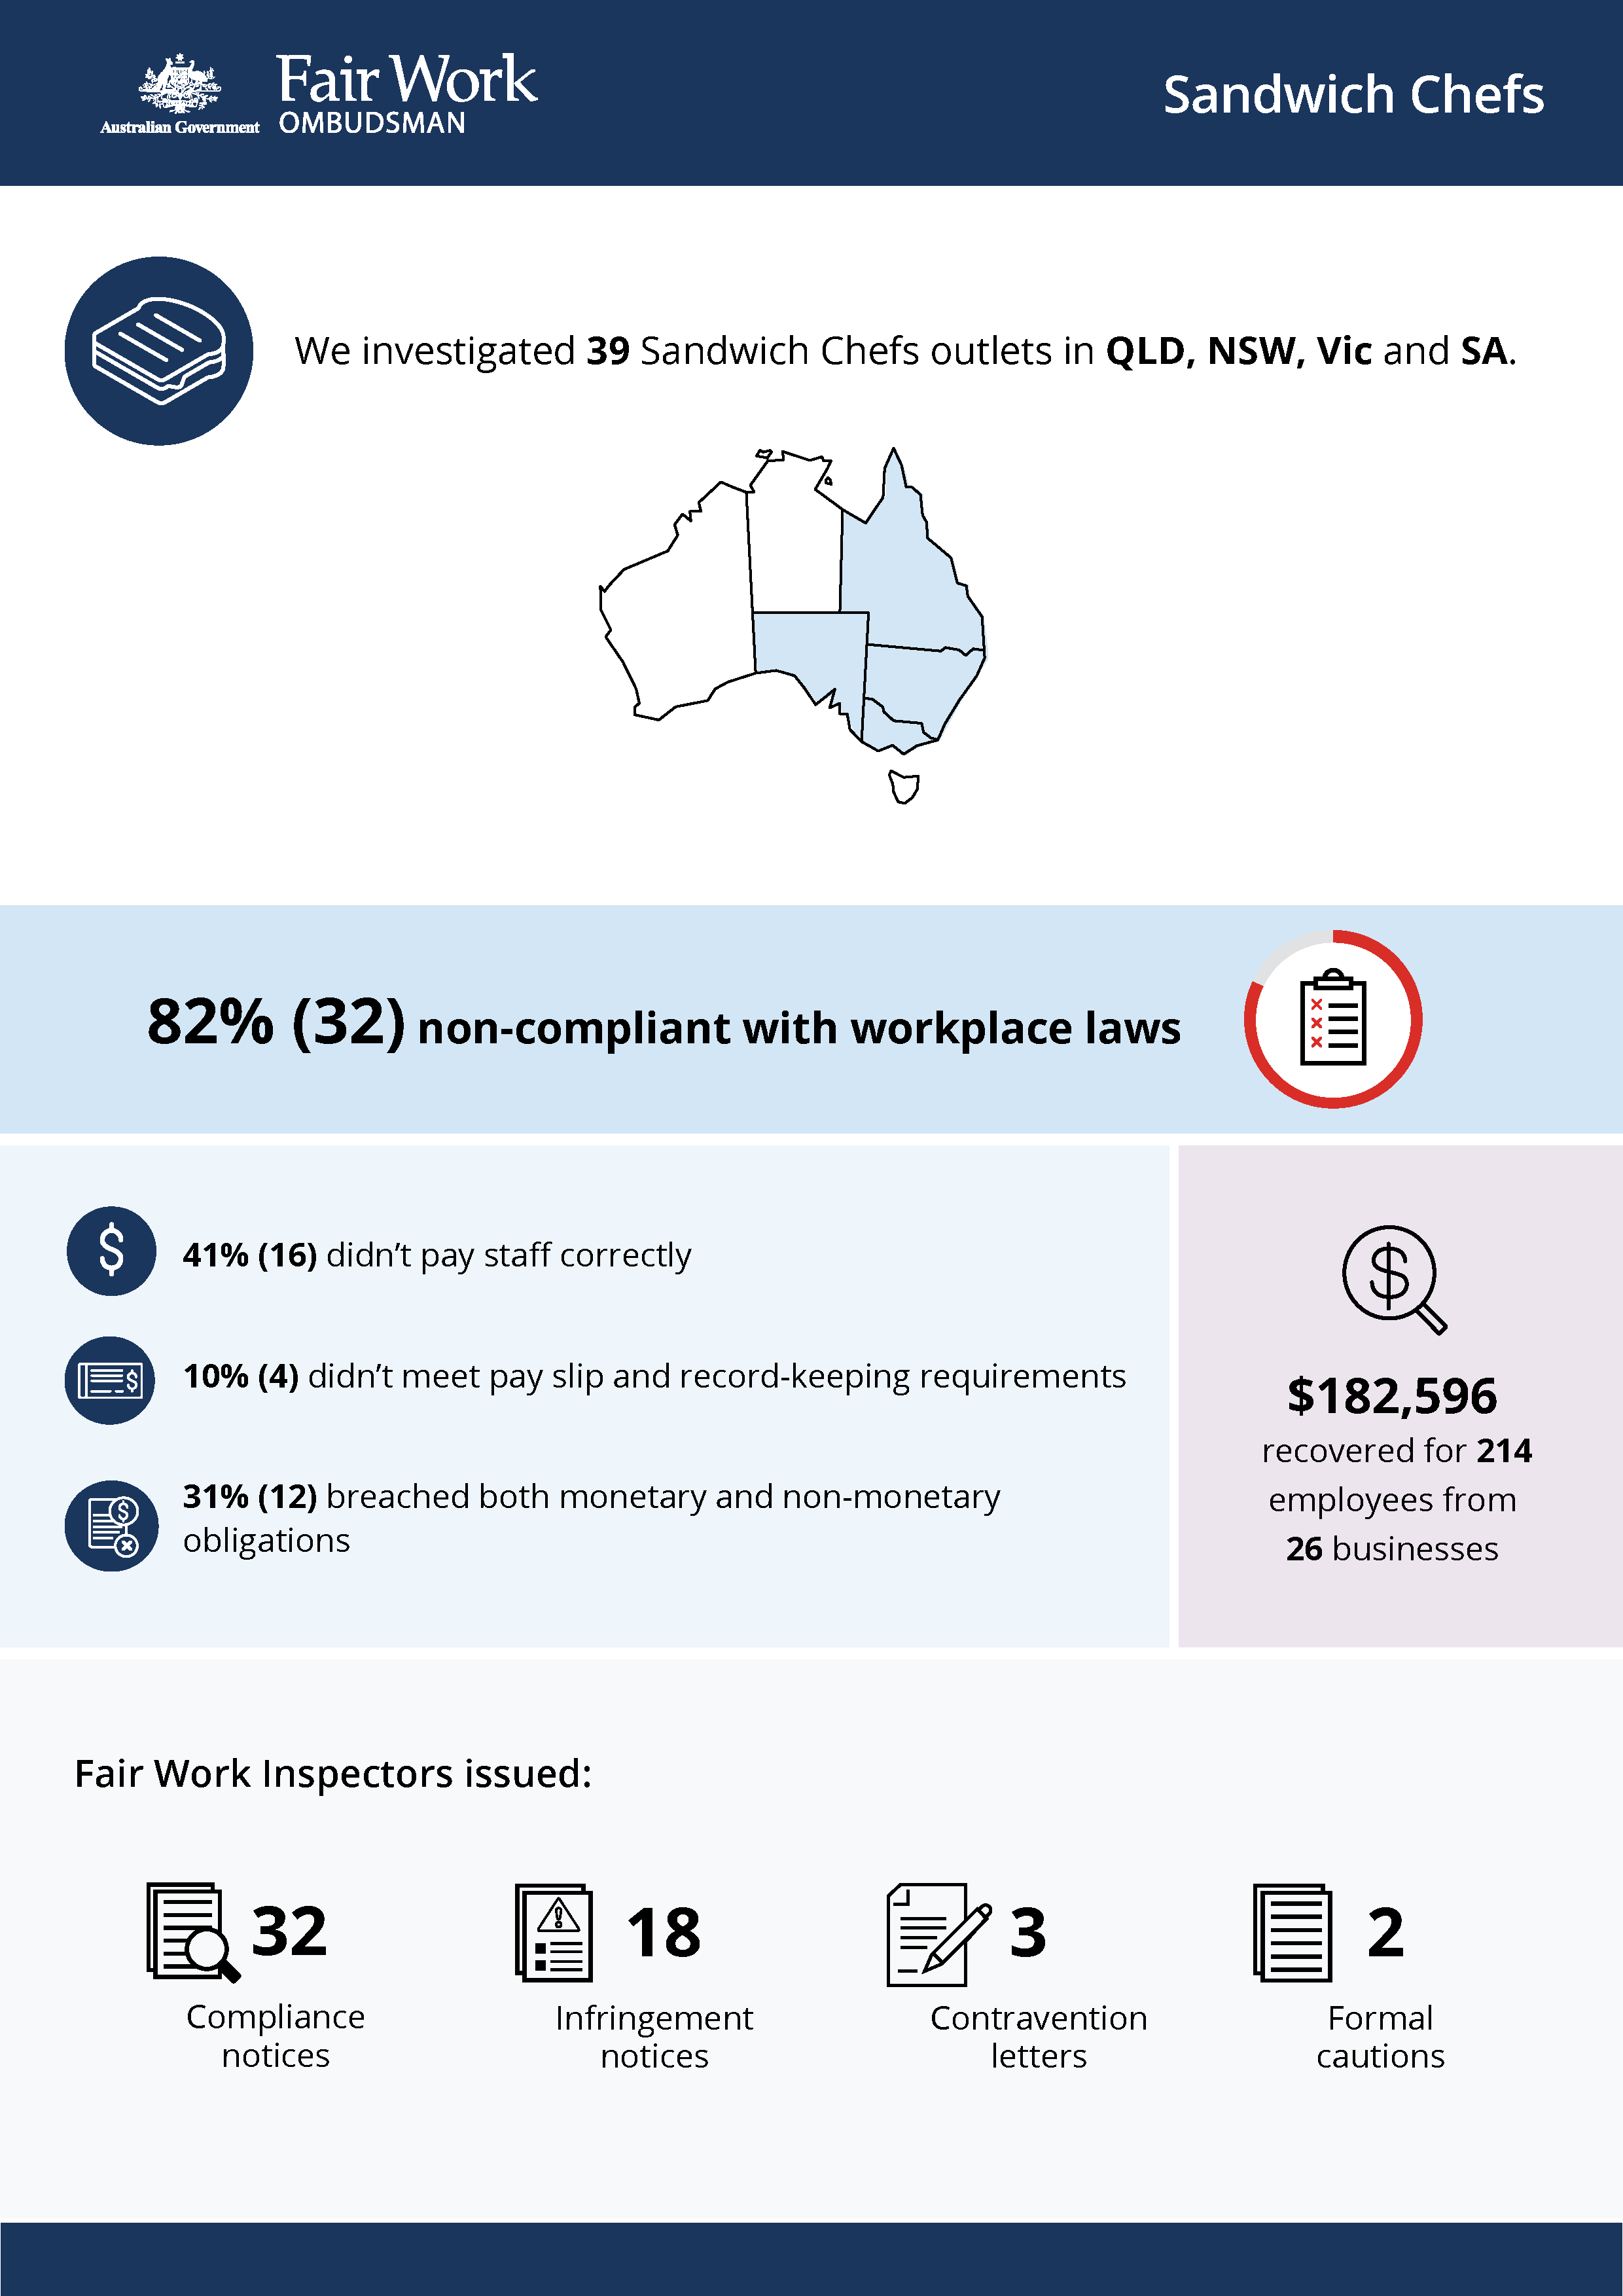 Australian Government
Fair Work
OMBUDSMAN
Sandwich Chefs
We investigated 39 Sandwich Chefs outlets in QLD, NSW, Vic and SA.
82% (32) non-compliant with workplace laws
41% (16) didn’t pay staff correctly
10% (4) didn’t meet pay slip and record-keeping requirements
31% (12) breached both monetary and non-monetary
obligations
$182,596
recovered for 214
employees from
26 businesses
Fair Work Inspectors issued:
32
Compliance
notices
18
Infringement
notices
3
Contravention
letters
2
Formal
cautions